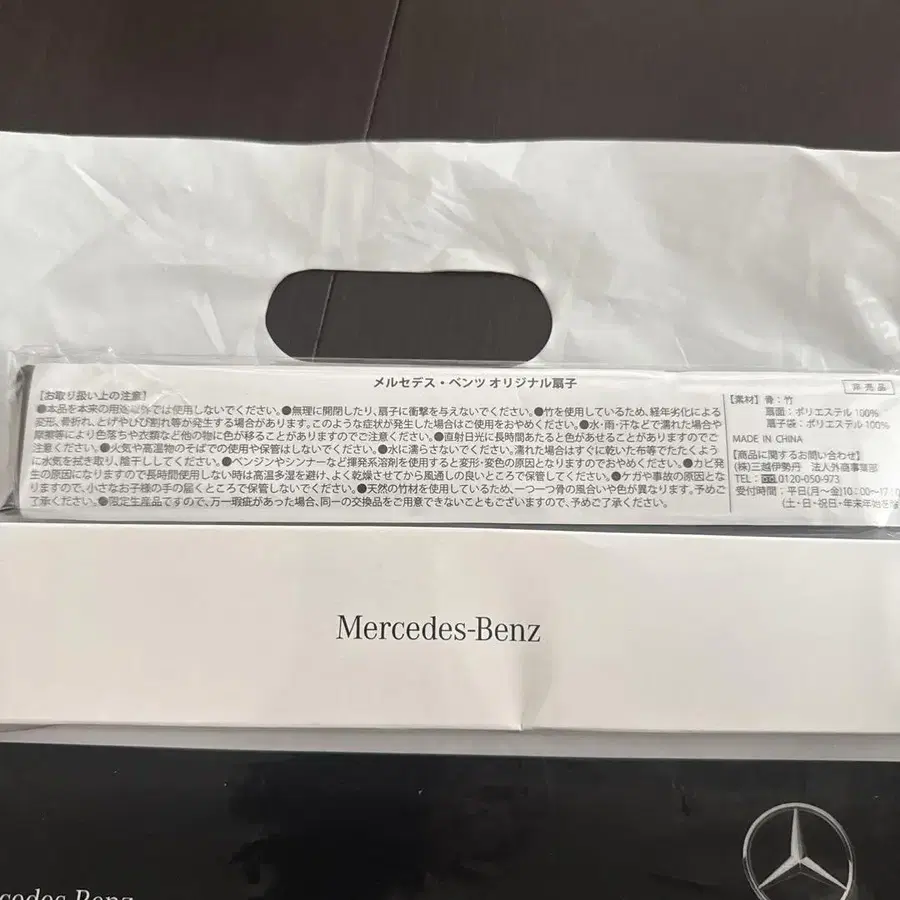 メルセデス・ベンツ オリジナル扇子
【お取り扱い上の注意】
●本品を本来の用途以外では使用しないでください。●無理に開閉したり、扇子に衝撃を与えないでください。●竹を使用しているため、経年劣化による
変形、骨折れ、とげやひび割れ等が発生する場合があります。このような症状が発生した場合はご使用をおやめください。●水・雨・汗などで濡れた場合や
摩擦等により色落ちや衣類など他の物に色が移ることがありますのでご注意ください。●直射日光に長時間あたると色があせることがありますのでご
注意ください。●火気や高温物のそばでの使用や保管はしないでください。●水に濡らさないでください。濡れた場合はすぐに乾いた布等でたたくよう
に水気を拭き取り、陰干ししてください。●ベンジンやシンナーなど揮発系溶剤を使用すると変形・変色の原因となりますのでおやめください。●カビ発
生の原因になりますので長時間使用しない時は高温多湿を避け、よく乾燥させてから風通しの良いところで保管してください。●ケガや事故の原因とな
りますので、小さなお子様の手の届くところで保管しないでください。●天然の竹材を使用しているため、一つ一つ骨の風合いや色が異なります。予めご
了承ください。●限定生産品ですので、万一瑕疵があった場合、同一の交換品をご用意できないこともございますので、予めご了承ください。
非売品
【素材】骨：竹
扇面：ポリエステル 100%
扇子袋：ポリエステル 100%
MADE IN CHINA
【商品に関するお問い合わせ】
(株)三越伊勢丹 法人外商事業部
TEL：0120-050-973
受付時間：平日(月〜金)10：00〜17：0
(土・日・祝日・年末年始を
Mercedes-Benz
cedes-Benz